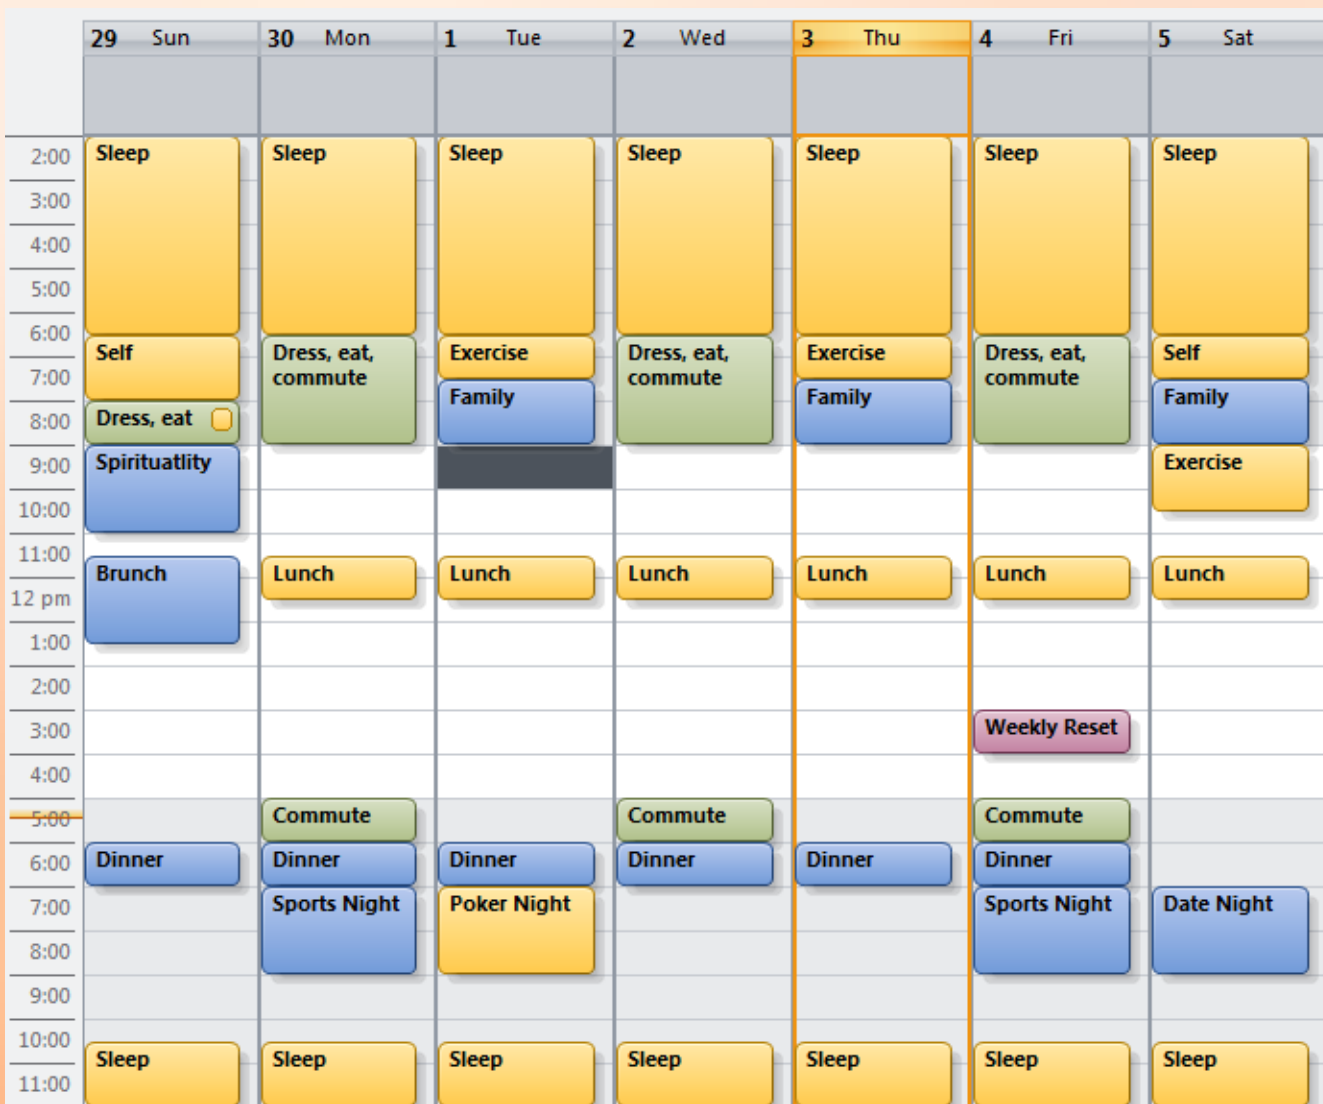 29 Sun 30 Mon 1 Tue 2 Wed 3 Thu 4 Fri 5 Sat
2:00 Sleep Sleep Sleep Sleep Sleep Sleep Sleep
3:00
4:00
5:00
6:00
Self Dress, eat, Exercise Dress, eat, Exercise Dress, eat, Self
7:00 commute commute commute
Family Family Family
8:00 Dress, eat
9:00 Spirituatlity Exercise
10:00
11:00
Brunch Lunch Lunch Lunch Lunch Lunch Lunch
12 pm
1:00
2:00
3:00 Weekly Reset
4:00
5:00 Commute Commute Commute
6:00 Dinner Dinner Dinner Dinner Dinner Dinner
7:00 Sports Night Poker Night Sports Night Date Night
8:00
9:00
10:00
Sleep Sleep Sleep Sleep Sleep Sleep Sleep
11:00